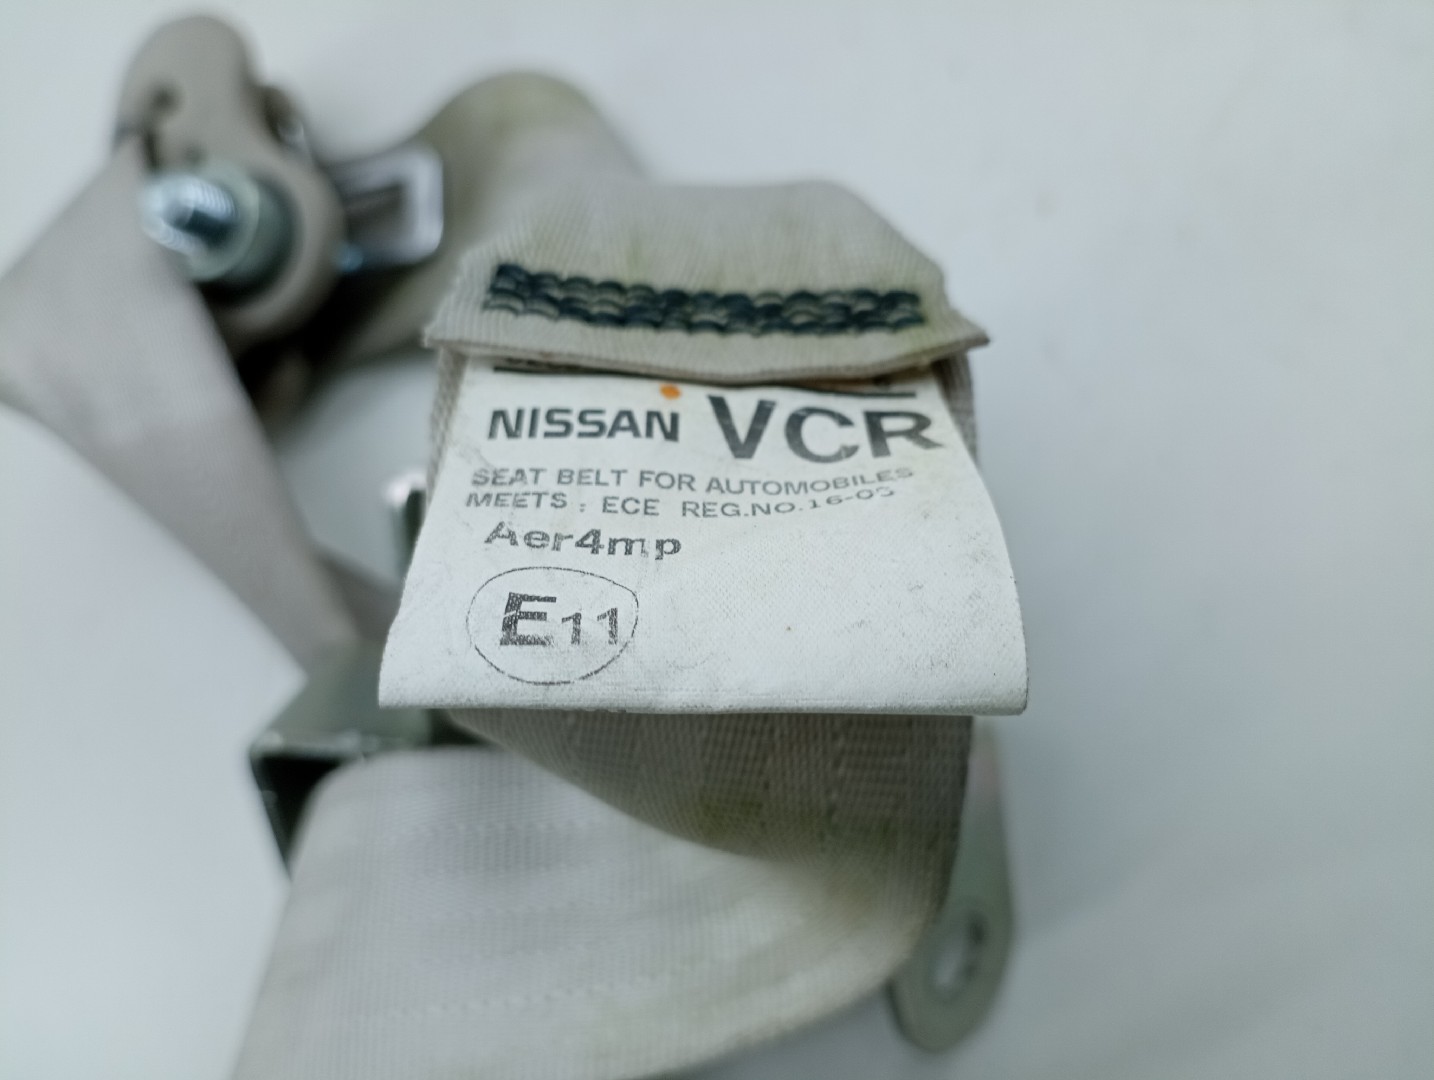 NISSAN VCR
SEAT BELT FOR AUTOMOBILES
MEETS : ECE REG.NO.16-05
Aer4mp
E11